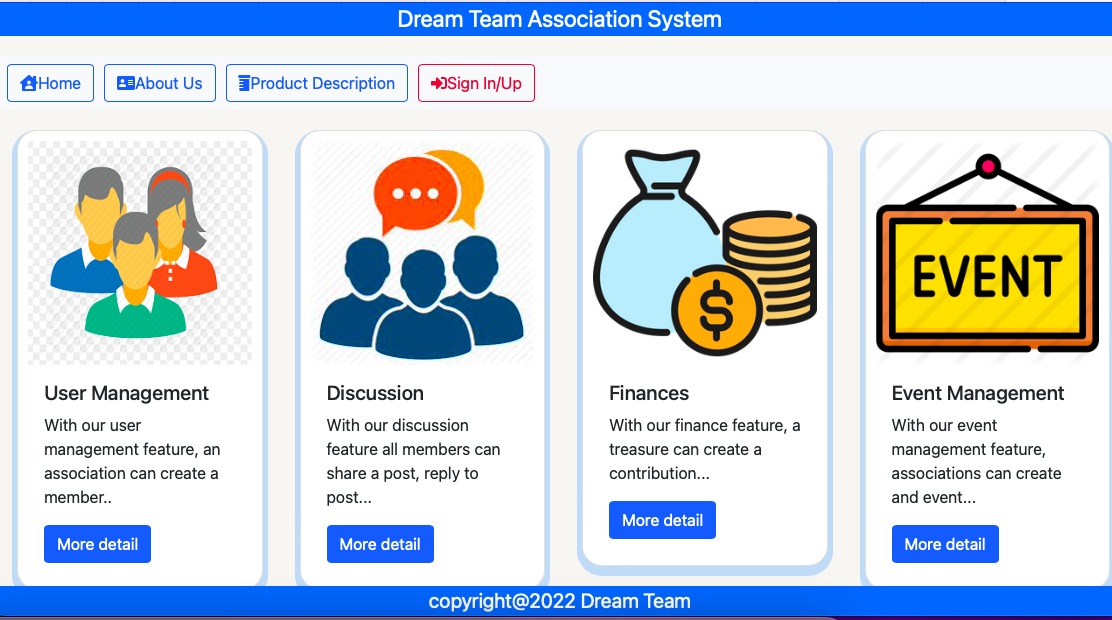 Dream Team Association System
Home
About Us
Product Description
Sign In/Up
EVENT
User Management
With our user
management feature, an
association can create a
member..
More detail
Discussion
With our discussion
feature all members can
share a post, reply to
post...
More detail
Finances
With our finance feature, a
treasure can create a
contribution...
More detail
Event Management
With our event
management feature,
associations can create
and event...
More detail
copyright@2022 Dream Team